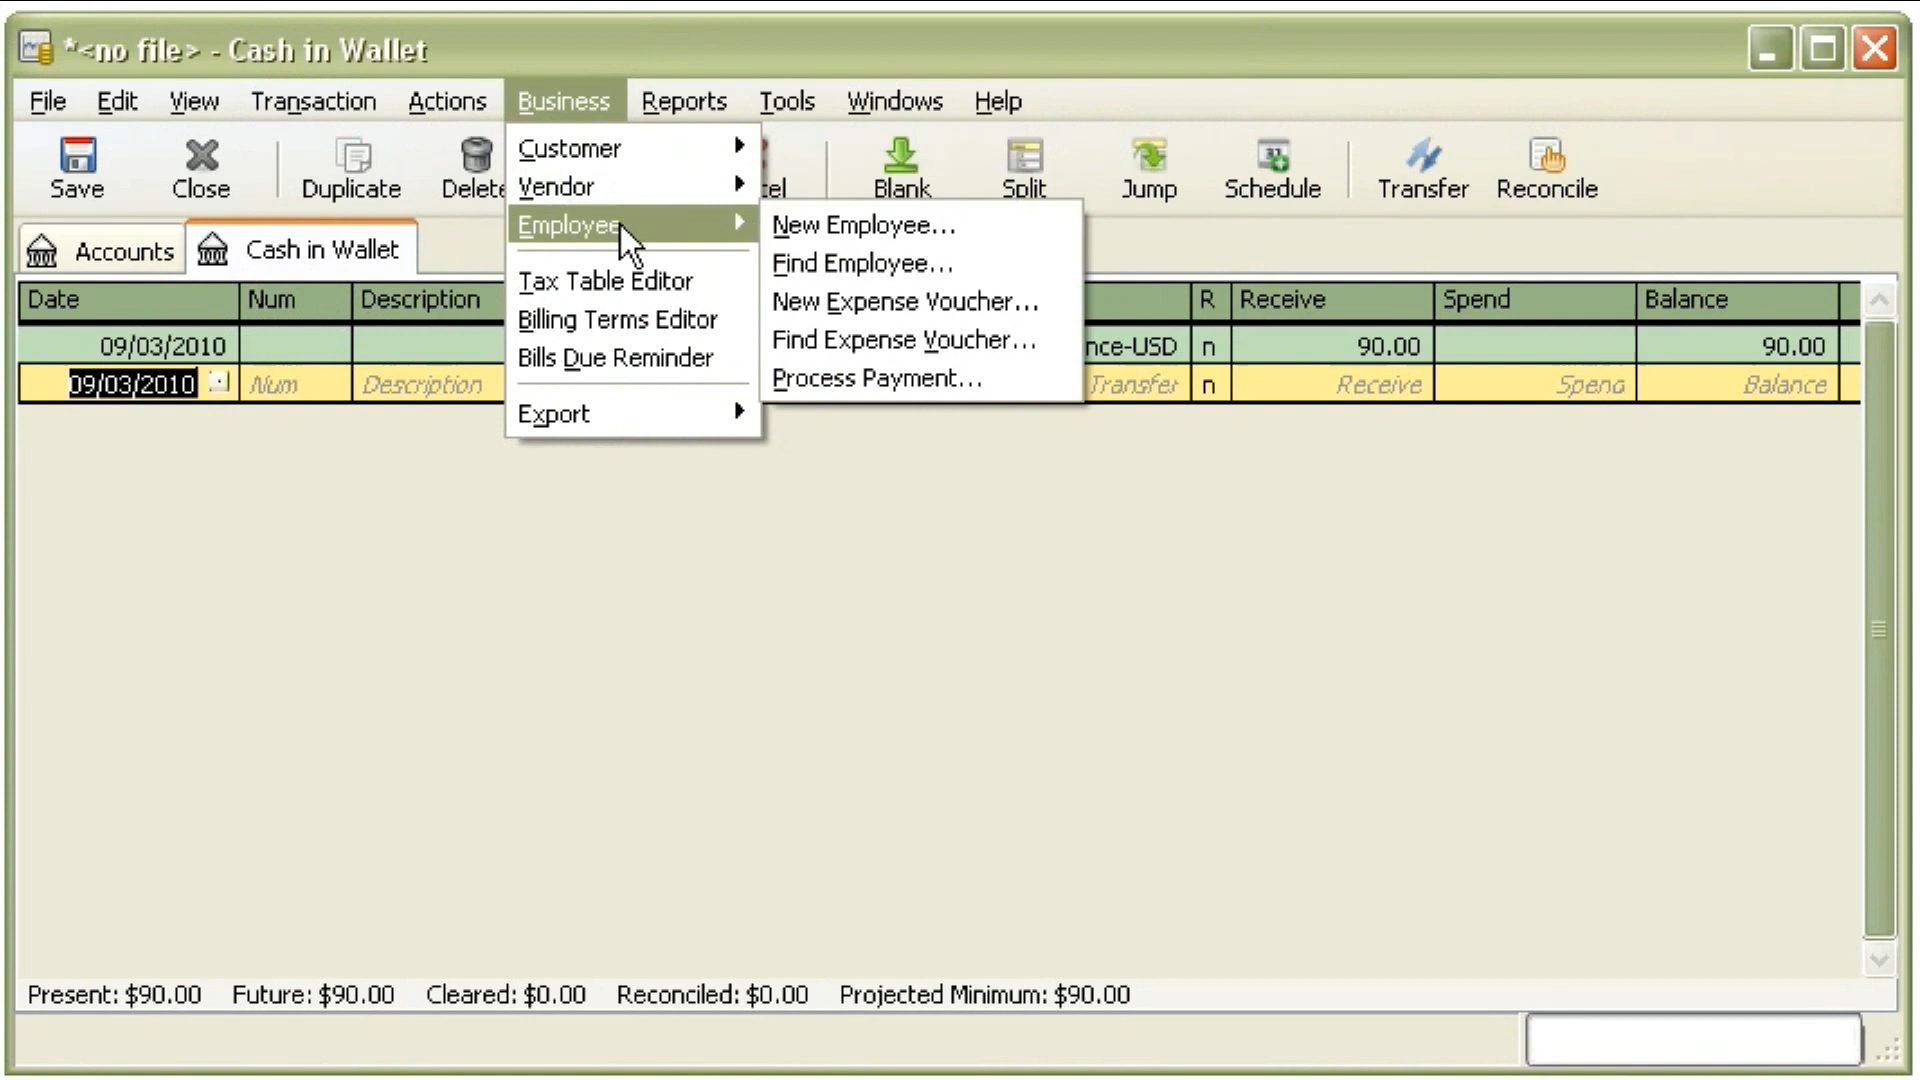 *<no file> - Cash in Wallet
File Edit View Transaction Actions Business Reports Tools Windows Help
Save Close Duplicate Delete Blank Split Jump Schedule Transfer Reconcile
Customer
Vendor
Employee
Tax Table Editor
Billing Terms Editor
Bills Due Reminder
Export
New Employee...
Find Employee...
New Expense Voucher...
Find Expense Voucher...
Process Payment...
Accounts Cash in Wallet
Date Num Description R Receive Spend Balance
09/03/2010 nce-USD n 90.00 90.00
09/03/2010 Num Description Transfer n Receive Spend Balance
Present: $90.00 Future: $90.00 Cleared: $0.00 Reconciled: $0.00 Projected Minimum: $90.00